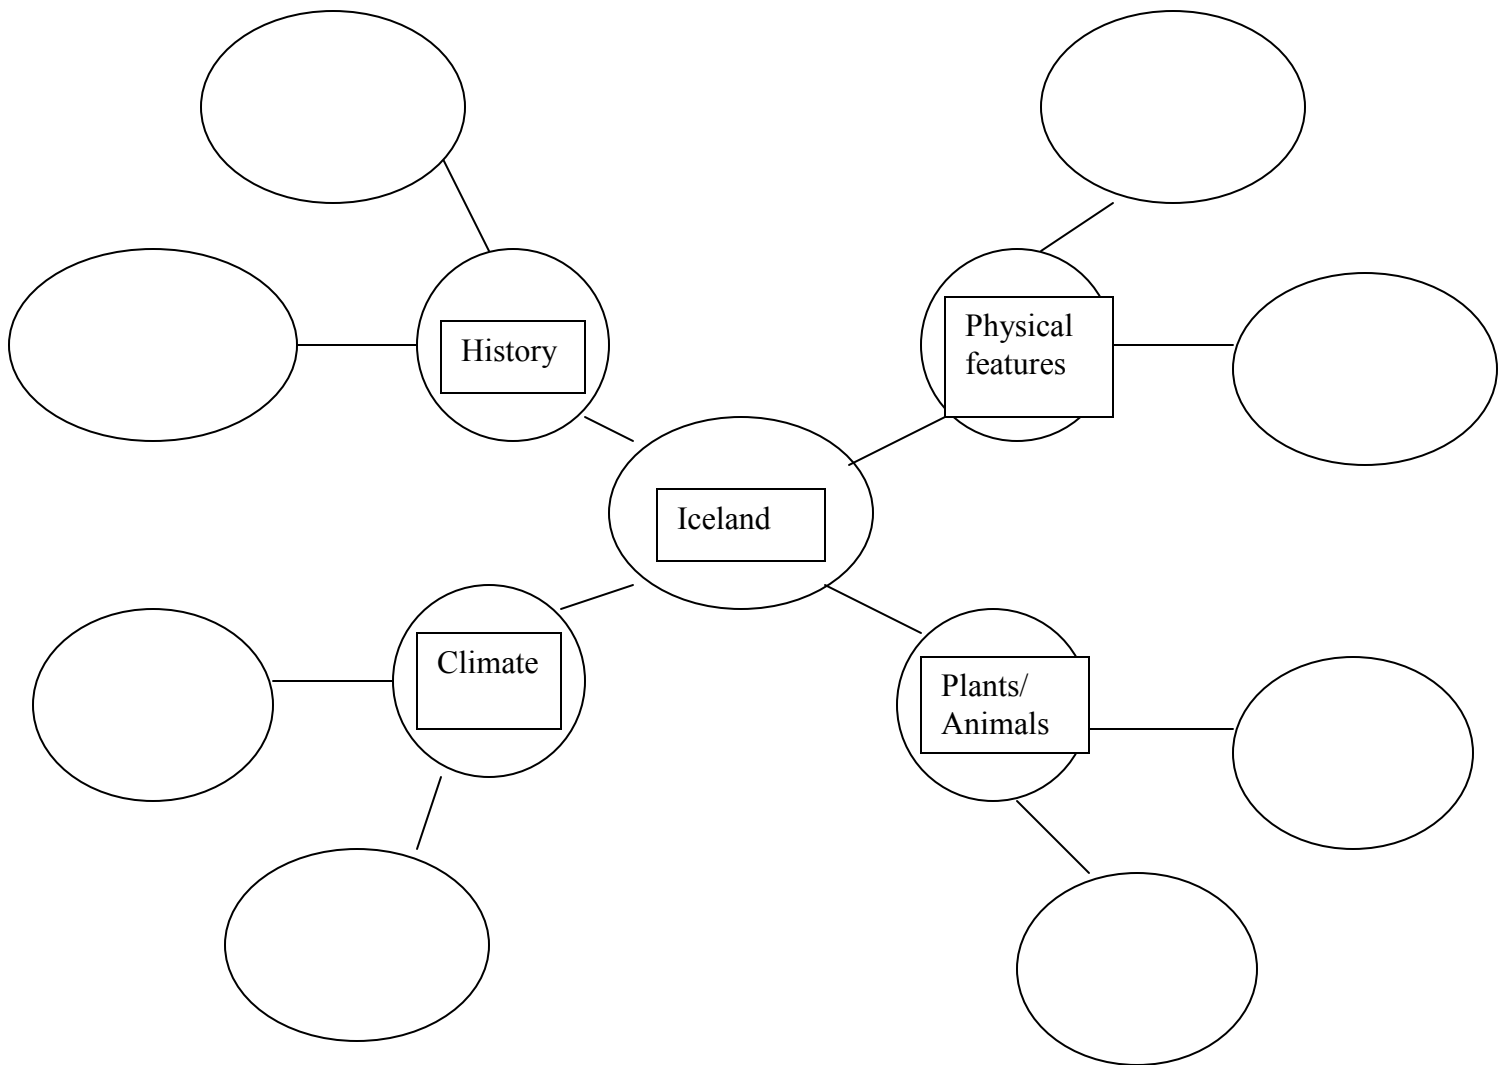 History
Physical
features
Iceland
Climate
Plants/
Animals